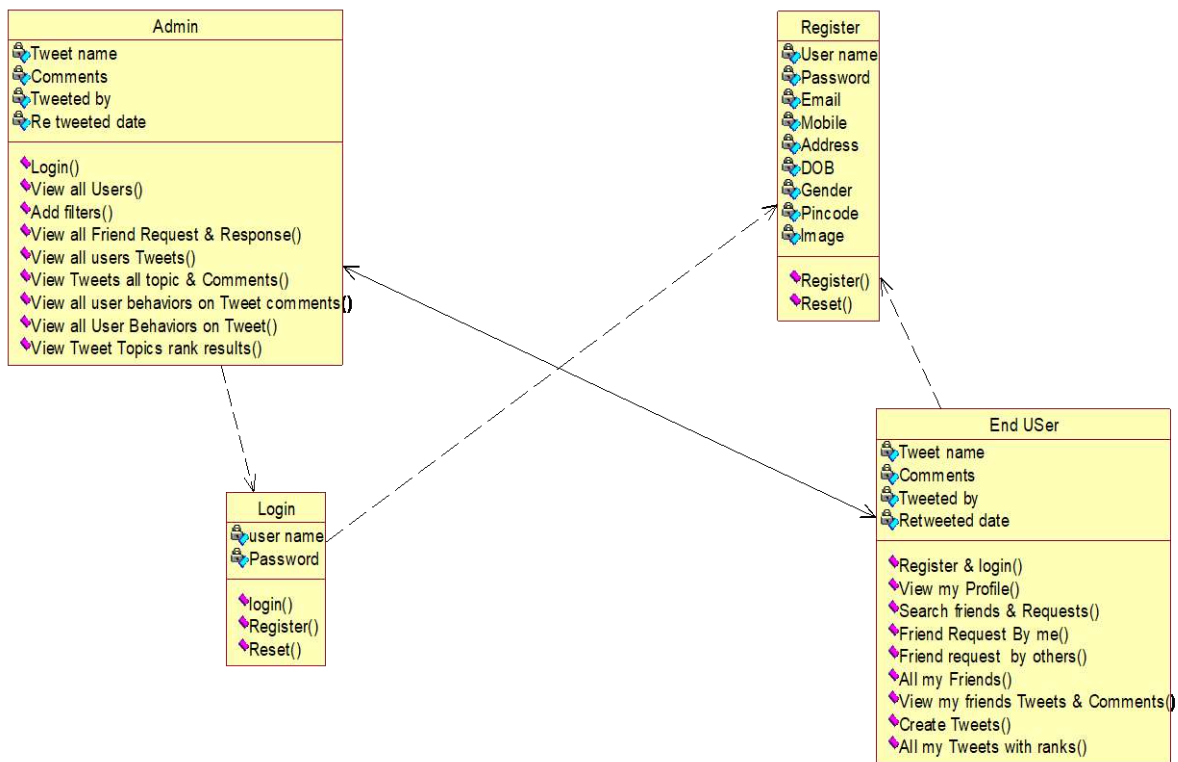 Admin
Tweet name
Comments
Tweeted by
Re tweeted date
Login()
View all Users()
Add filters()
View all Friend Request & Response()
View all users Tweets()
View Tweets all topic & Comments()
View all user behaviors on Tweet comments()
View all User Behaviors on Tweet()
View Tweet Topics rank results()
Register
User name
Password
Email
Mobile
Address
DOB
Gender
Pincode
Image
Register()
Reset()
Login
user name
Password
login()
Register()
Reset()
End USer
Tweet name
Comments
Tweeted by
Retweeted date
Register & login()
View my Profile()
Search friends & Requests()
Friend Request By me()
Friend request by others()
All my Friends()
View my friends Tweets & Comments()
Create Tweets()
All my Tweets with ranks()